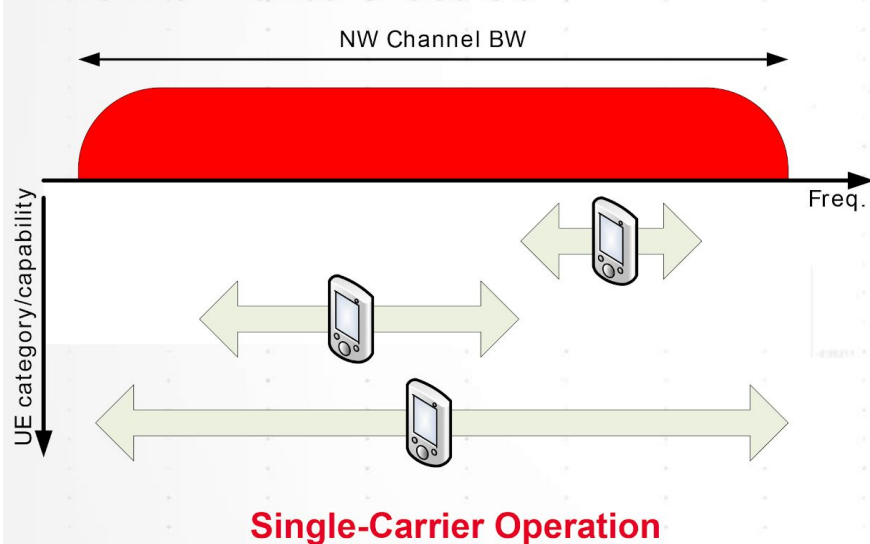 NW Channel BW
Freq.
UE category/capability
Single-Carrier Operation